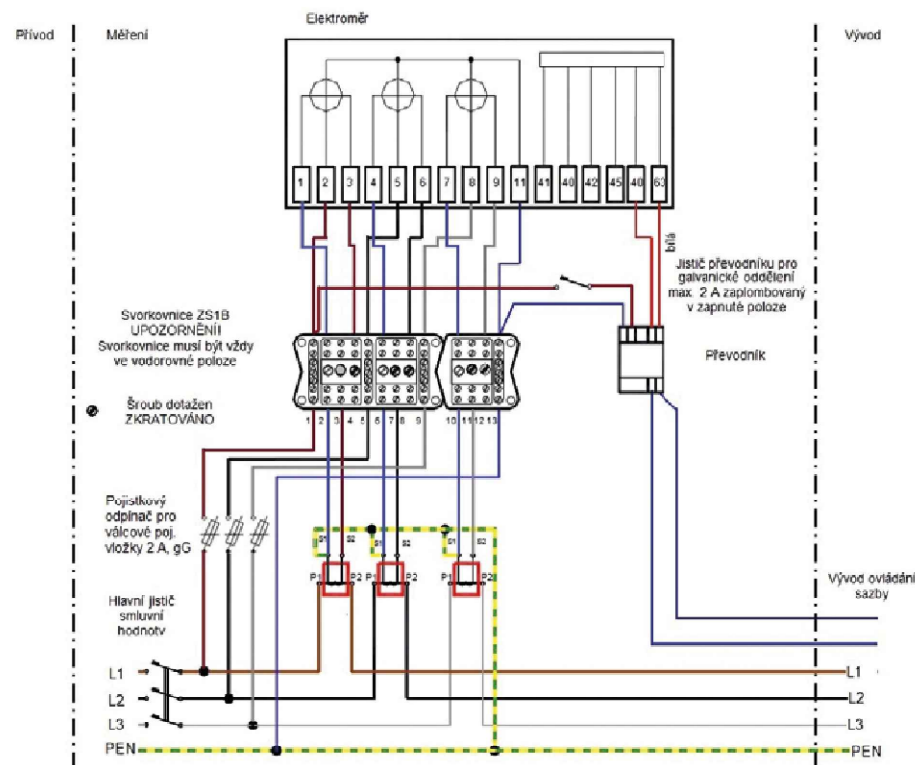 Elektroměr
Přívod
Měření
Vývod
1 2 3 4 5 6 7 8 9 11 41 40 42 45 40 63
bílá
Jistič převodníku pro
galvanické oddělení
max. 2 A zaplombovaný
v zapnuté poloze
Svorkovnice ZS1B
UPOZORNĚNÍ!
Svorkovnice musí být vždy
ve vodorovné poloze
Převodník
Šroub dotažen
ZKRATOVÁNO
1 2 3 4 5 6 7 8 9 10 11 12 13
Pojistkový
odpínač pro
válcové poj.
vložky 2 A, gG
S1 S2 S1 S2 S1 S2
P1 P2 P1 P2 P1 P2
Vývod ovládání
sazby
Hlavní jistič
smluvní
hodnotv
L1 L1
L2 L2
L3 L3
PEN PEN